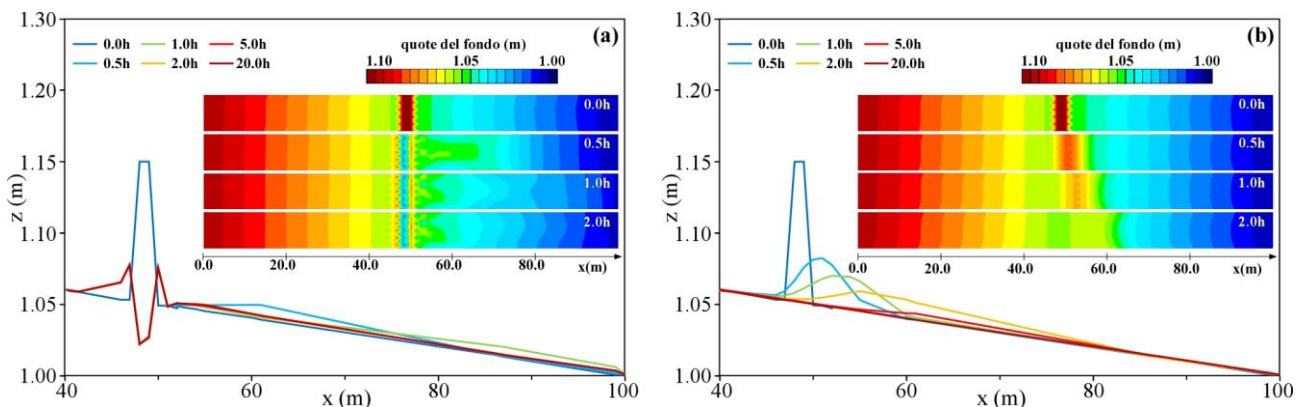 1.30
(a)
0.0h 1.0h 5.0h
0.5h 2.0h 20.0h
quote del fondo (m)
1.10 1.05 1.00
1.20
0.0h
0.5h
1.15
1.0h
z (m)
2.0h
1.10
0.0 20.0 40.0 60.0 80.0 x(m)
1.05
1.00
40 60 80 100
x (m)
1.30
(b)
0.0h 1.0h 5.0h
0.5h 2.0h 20.0h
quote del fondo (m)
1.10 1.05 1.00
1.20
0.0h
0.5h
1.15
1.0h
z (m)
2.0h
1.10
0.0 20.0 40.0 60.0 80.0 x(m)
1.05
1.00
40 60 80 100
x (m)